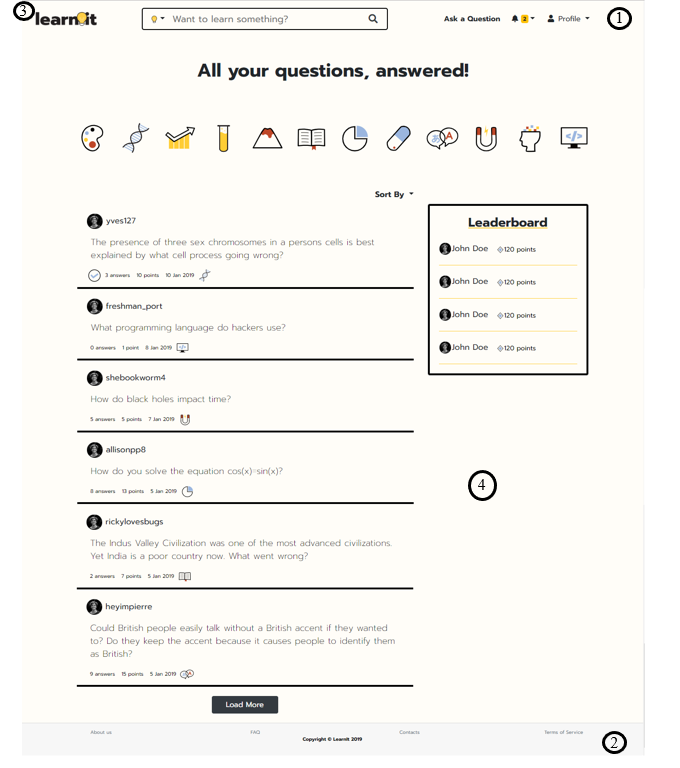 3
learnit
Want to learn something?
Ask a Question
2
Profile
1
All your questions, answered!
Sort By
yves127
The presence of three sex chromosomes in a persons cells is best
explained by what cell process going wrong?
3 answers 10 points 10 Jan 2019
freshman_port
What programming language do hackers use?
0 answers 1 point 8 Jan 2019
shebookworm4
How do black holes impact time?
5 answers 5 points 7 Jan 2019
allisonpp8
How do you solve the equation cos(x)=sin(x)?
8 answers 13 points 5 Jan 2019
rickylovesbugs
The Indus Valley Civilization was one of the most advanced civilizations.
Yet India is a poor country now. What went wrong?
2 answers 7 points 5 Jan 2019
heyimpierre
Could British people easily talk without a British accent if they wanted
to? Do they keep the accent because it causes people to identify them
as British?
9 answers 15 points 5 Jan 2019
Load More
Leaderboard
John Doe 120 points
John Doe 120 points
John Doe 120 points
John Doe 120 points
4
About us FAQ Contacts Terms of Service
Copyright © LearnIt 2019
2